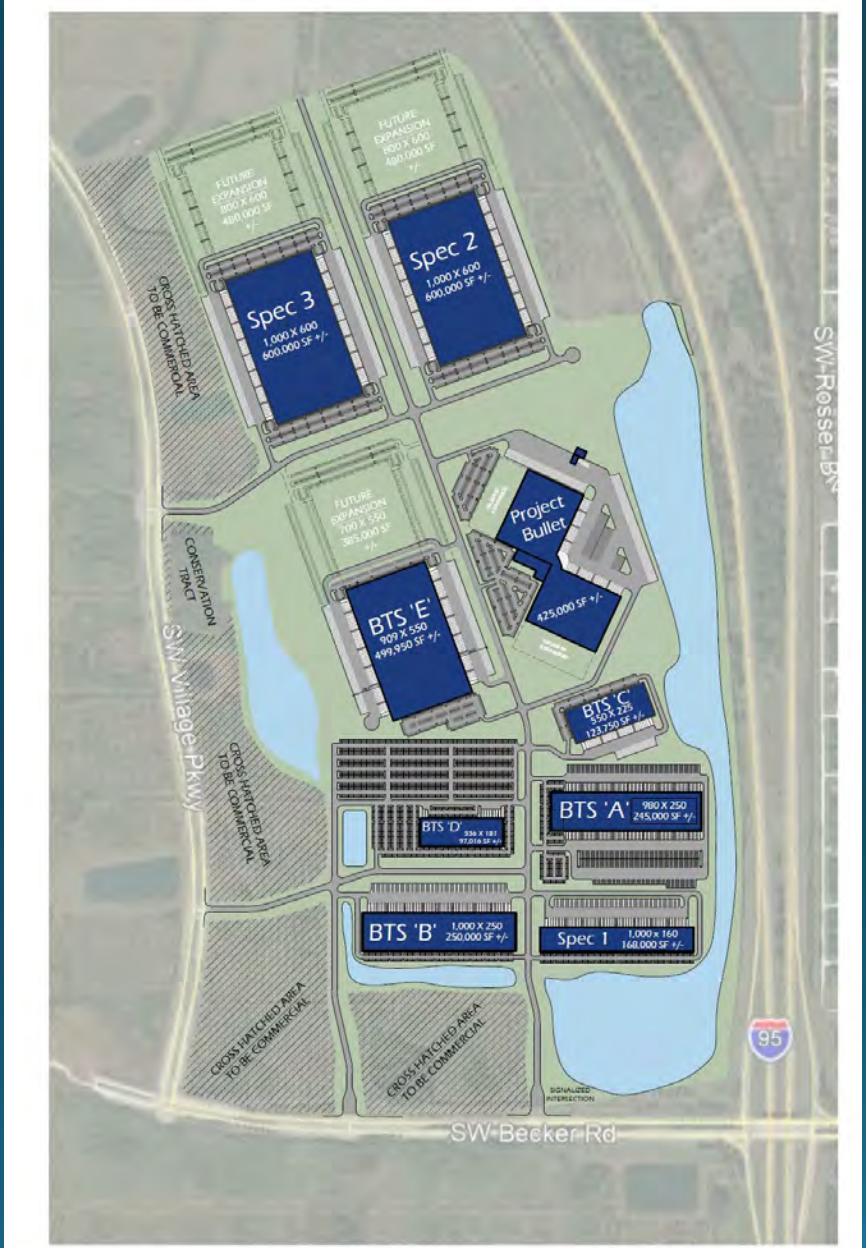 FUTURE
EXPANSION
800 X 600
480,000 SF
+/-
FUTURE
EXPANSION
800 X 600
480,000 SF
+/-
Spec 2
1,000 X 600
600,000 SF +/-
Spec 3
1,000 X 600
600,000 SF +/-
CROSS HATCHED AREA
TO BE COMMERCIAL
SW Rosser
FUTURE
EXPANSION
700 X 550
385,000 SF
+/-
Project
Bullet
425,000 SF +/-
CONSERVATION
TRACT
SW Village Pkwy
BTS 'E'
909 X 550
499,950 SF +/-
BTS 'C'
550 X 225
123,750 SF +/-
CROSS HATCHED AREA
TO BE COMMERCIAL
BTS 'A'
980 X 250
245,000 SF +/-
BTS 'D'
536 X 181
97,016 SF +/-
BTS 'B'
1,000 X 250
250,000 SF +/-
Spec 1
1,000 x 160
168,000 SF +/-
CROSS HATCHED AREA
TO BE COMMERCIAL
CROSS HATCHED AREA
TO BE COMMERCIAL
95
SIGNALIZED
INTERSECTION
SW Becker Rd